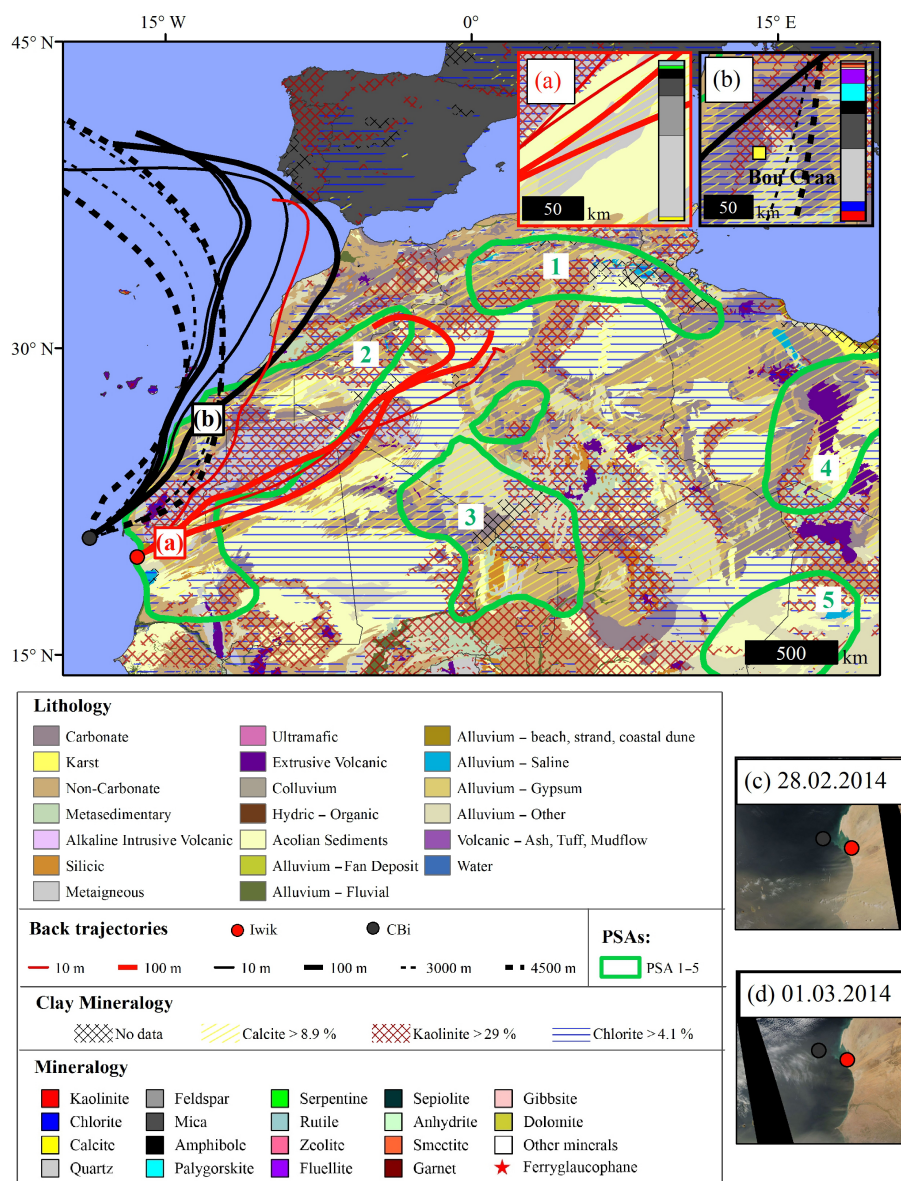 15° W 0° 15° E
45° N
(a) (b)
Bou Craa
50 km 50 km
1
30° N
2
(b)
4
3
(a)
5
15° N
500 km
Lithology
Carbonate Ultramafic Alluvium – beach, strand, coastal dune
Karst Extrusive Volcanic Alluvium – Saline
Non–Carbonate Colluvium Alluvium – Gypsum
Metasedimentary Hydric – Organic Alluvium – Other
Alkaline Intrusive Volcanic Aeolian Sediments Volcanic – Ash, Tuff, Mudflow
Silicic Alluvium – Fan Deposit Water
Metaigneous Alluvium – Fluvial
Back trajectories Iwik CBi PSAs:
10 m 100 m 10 m 100 m 3000 m 4500 m PSA 1–5
Clay Mineralogy
No data Calcite > 8.9 % Kaolinite > 29 % Chlorite > 4.1 %
Mineralogy
Kaolinite Feldspar Serpentine Sepiolite Gibbsite
Chlorite Mica Rutile Anhydrite Dolomite
Calcite Amphibole Zeolite Smectite Other minerals
Quartz Palygorskite Fluellite Garnet Ferryglaucophane
(c) 28.02.2014
(d) 01.03.2014